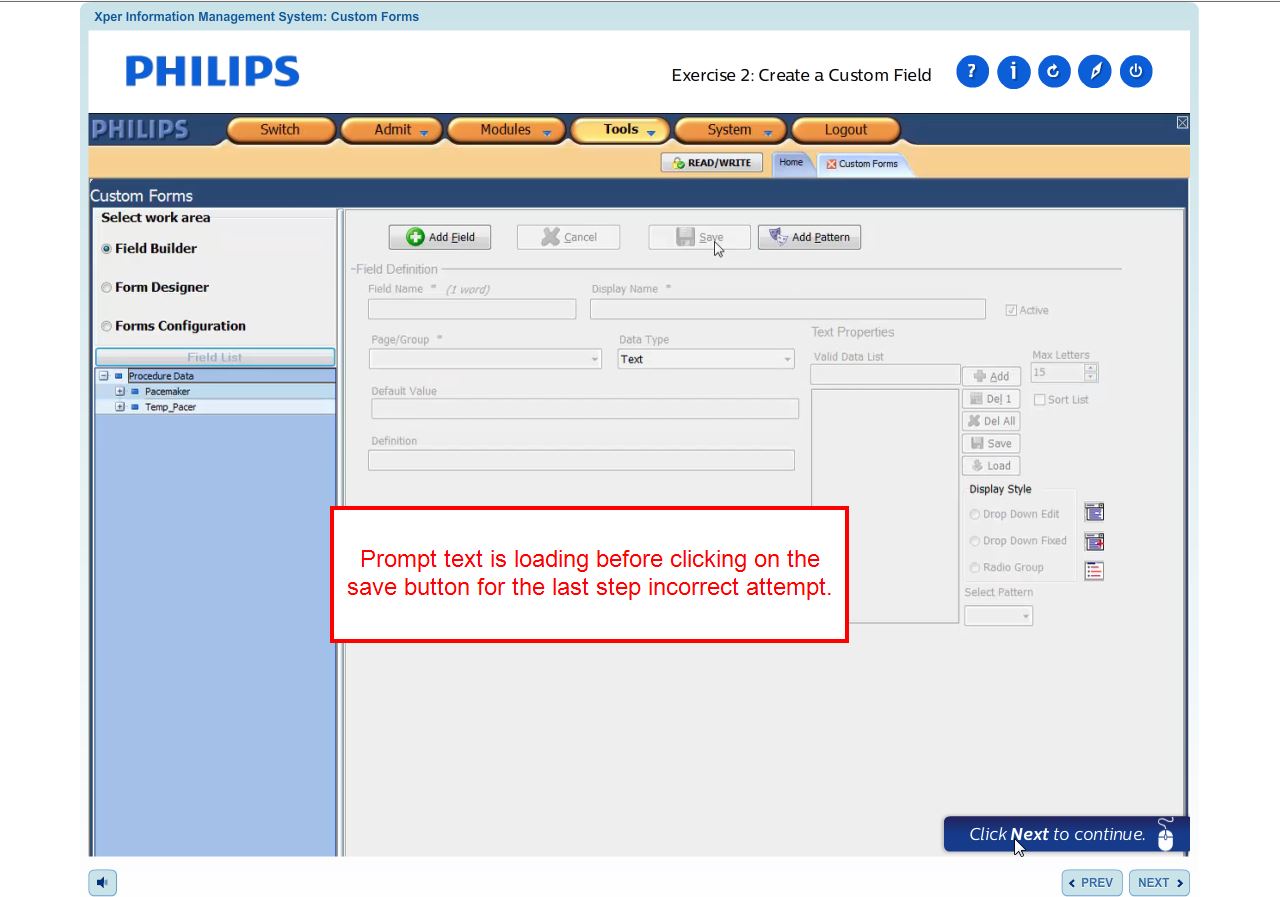 Xper Information Management System: Custom Forms
PHILIPS
Exercise 2: Create a Custom Field
PHILIPS
Switch
Admit
Modules
Tools
System
Logout
READ/WRITE
Home
Custom Forms
Custom Forms
Select work area
Field Builder
Form Designer
Forms Configuration
Field List
Procedure Data
Pacemaker
Temp_Pacer
Add Field
Cancel
Save
Add Pattern
Field Definition
Field Name * (1 word)
Display Name *
Active
Page/Group *
Data Type
Text
Text Properties
Valid Data List
Max Letters
15
Add
Default Value
Del 1
Sort List
Del All
Definition
Save
Load
Display Style
Drop Down Edit
Drop Down Fixed
Radio Group
Select Pattern
Prompt text is loading before clicking on the
save button for the last step incorrect attempt.
Click Next to continue.
PREV
NEXT